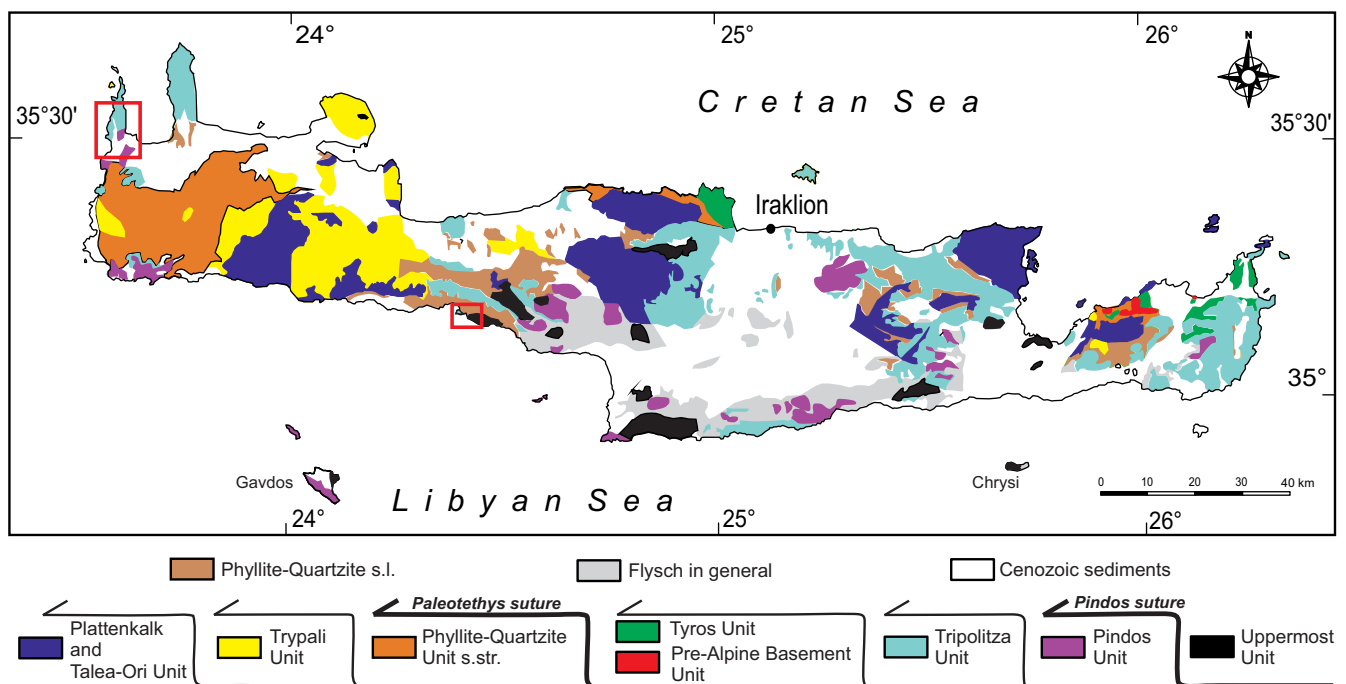 24°
25°
26°
N
Cretan Sea
35°30'
35°30'
Iraklion
35°
Gavdos
Libyan Sea
Chrysi
0 10 20 30 40 km
24°
25°
26°
Phyllite-Quartzite s.l.
Flysch in general
Cenozoic sediments
Paleotethys suture
Pindos suture
Plattenkalk
and
Talea-Ori Unit
Trypali
Unit
Phyllite-Quartzite
Unit s.str.
Tyros Unit
Pre-Alpine Basement
Unit
Tripolitza
Unit
Pindos
Unit
Uppermost
Unit